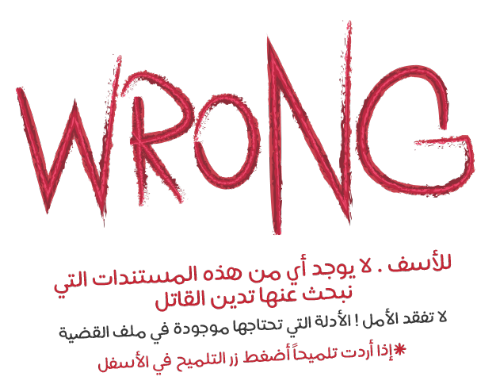 WRONG
للأسف . لا يوجد أي من هذه المستندات التي
نبحث عنها تدين القاتل
لا تفقد الأمل ! الأدلة التي تحتاجها موجودة في ملف القضية
*إذا أردت تلميحاً أضغط زر التلميح في الأسفل